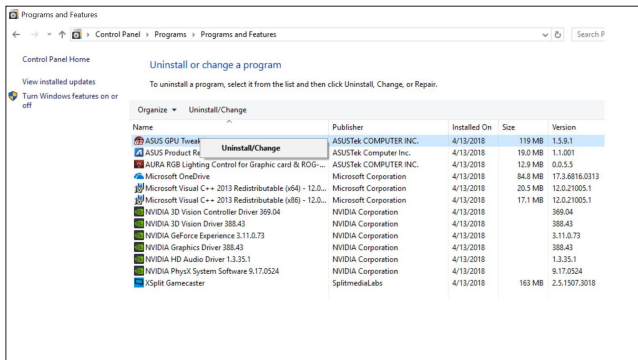 Programs and Features
Control Panel > Programs > Programs and Features
Search P
Control Panel Home
Uninstall or change a program
View installed updates
To uninstall a program, select it from the list and then click Uninstall, Change, or Repair.
Turn Windows features on or
off
Organize Uninstall/Change
Name Publisher Installed On Size Version
ASUS GPU Tweak ASUSTek COMPUTER INC. 4/13/2018 119 MB 1.5.9.1
Uninstall/Change
ASUS Product Re ASUSTek Computer Inc. 4/13/2018 19.0 MB 1.1.001
AURA RGB Lighting Control for Graphic card & ROG-... ASUSTek COMPUTER INC. 4/13/2018 12.9 MB 0.0.5.5
Microsoft OneDrive Microsoft Corporation 4/13/2018 84.8 MB 17.3.6816.0313
Microsoft Visual C++ 2013 Redistributable (x64) - 12.0... Microsoft Corporation 4/13/2018 20.5 MB 12.0.21005.1
Microsoft Visual C++ 2013 Redistributable (x86) - 12.0... Microsoft Corporation 4/13/2018 17.1 MB 12.0.21005.1
NVIDIA 3D Vision Controller Driver 369.04 NVIDIA Corporation 4/13/2018 369.04
NVIDIA 3D Vision Driver 388.43 NVIDIA Corporation 4/13/2018 388.43
NVIDIA GeForce Experience 3.11.0.73 NVIDIA Corporation 4/13/2018 3.11.0.73
NVIDIA Graphics Driver 388.43 NVIDIA Corporation 4/13/2018 388.43
NVIDIA HD Audio Driver 1.3.35.1 NVIDIA Corporation 4/13/2018 1.3.35.1
NVIDIA PhysX System Software 9.17.0524 NVIDIA Corporation 4/13/2018 9.17.0524
XSplit Gamecaster SplitmediaLabs 4/13/2018 163 MB 2.5.1507.3018